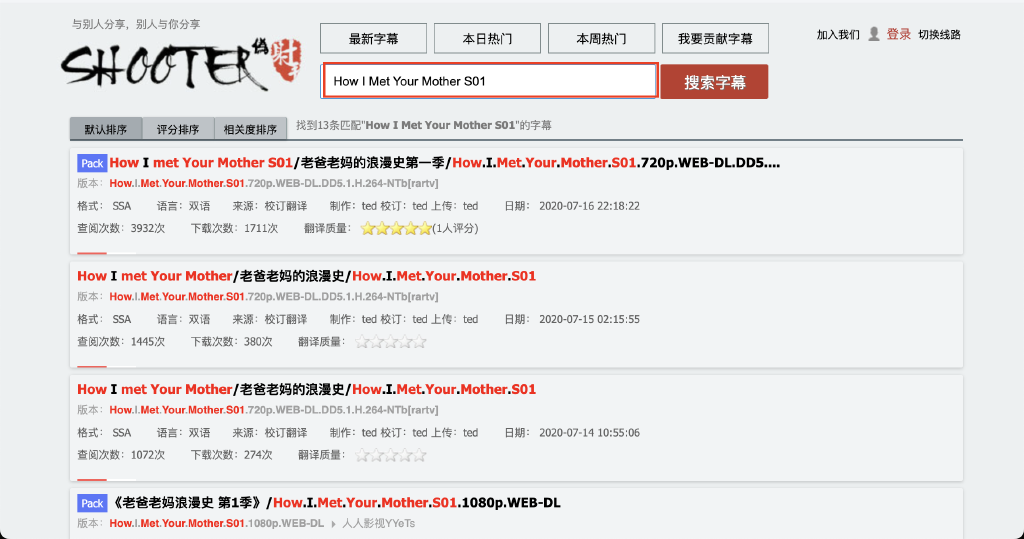 与别人分享，别人与你分享
SHOOTER 伪 射手
最新字幕 本日热门 本周热门 我要贡献字幕
加入我们 登录 切换线路
How I Met Your Mother S01 搜索字幕
默认排序 评分排序 相关度排序 找到13条匹配"How I Met Your Mother S01"的字幕
Pack How I met Your Mother S01/老爸老妈的浪漫史第一季/How.I.Met.Your.Mother.S01.720p.WEB-DL.DD5....
版本： How.I.Met.Your.Mother.S01.720p.WEB-DL.DD5.1.H.264-NTb[rartv]
格式： SSA 语言：双语 来源：校订翻译 制作：ted 校订：ted 上传：ted 日期： 2020-07-16 22:18:22
查阅次数：3932次 下载次数：1711次 翻译质量： (1人评分)
How I met Your Mother/老爸老妈的浪漫史/How.I.Met.Your.Mother.S01
版本： How.I.Met.Your.Mother.S01.720p.WEB-DL.DD5.1.H.264-NTb[rartv]
格式： SSA 语言：双语 来源：校订翻译 制作：ted 校订：ted 上传：ted 日期： 2020-07-15 02:15:55
查阅次数：1445次 下载次数：380次 翻译质量：
How I met Your Mother/老爸老妈的浪漫史/How.I.Met.Your.Mother.S01
版本： How.I.Met.Your.Mother.S01.720p.WEB-DL.DD5.1.H.264-NTb[rartv]
格式： SSA 语言：双语 来源：校订翻译 制作：ted 校订：ted 上传：ted 日期： 2020-07-14 10:55:06
查阅次数：1072次 下载次数：274次 翻译质量：
Pack 《老爸老妈浪漫史 第1季》/How.I.Met.Your.Mother.S01.1080p.WEB-DL
版本： How.I.Met.Your.Mother.S01.1080p.WEB-DL 人人影视YYeTs